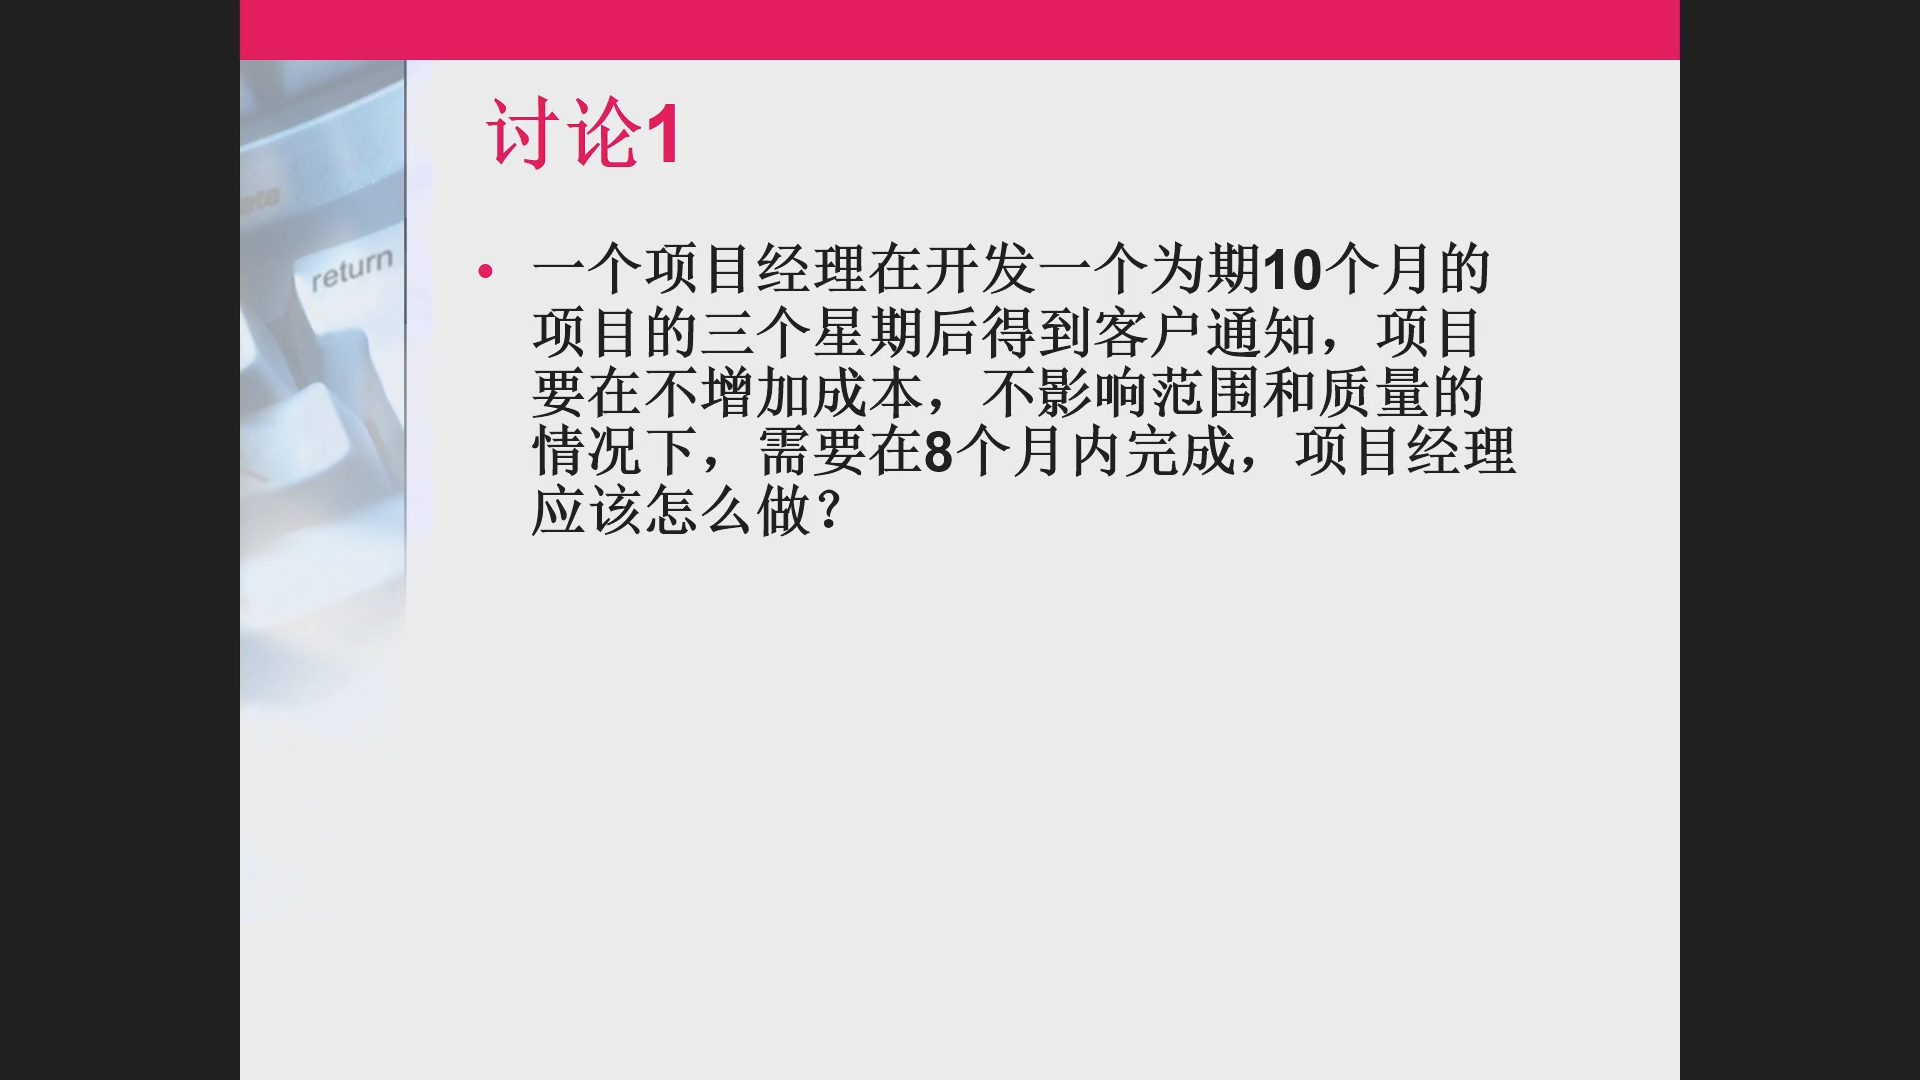 讨论1
• 一个项目经理在开发一个为期10个月的
项目的三个星期后得到客户通知，项目
要在不增加成本，不影响范围和质量的
情况下，需要在8个月内完成，项目经理
应该怎么做？
return